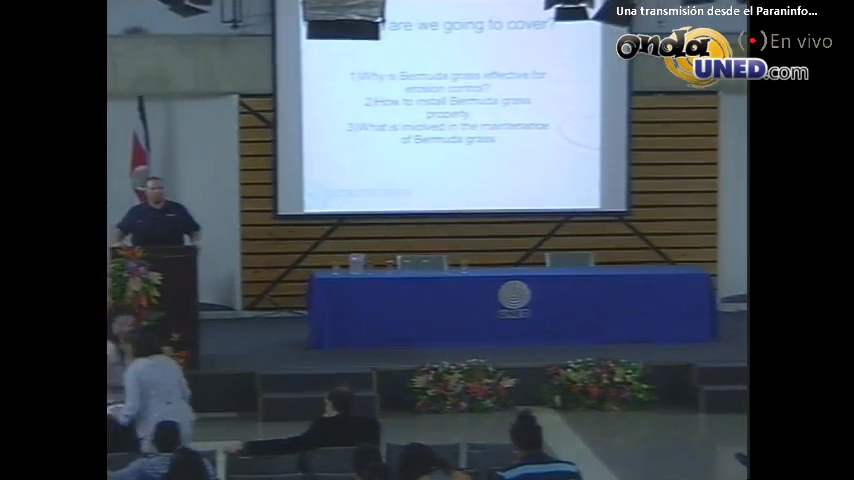 Una transmisión desde el Paraninfo...
onda
UNED.com
En vivo
are we going to cover?
1)Why is Bermuda grass effective for
erosion control?
2)How to install Bermuda grass
properly
3)What is involved in the maintenance
of Bermuda grass